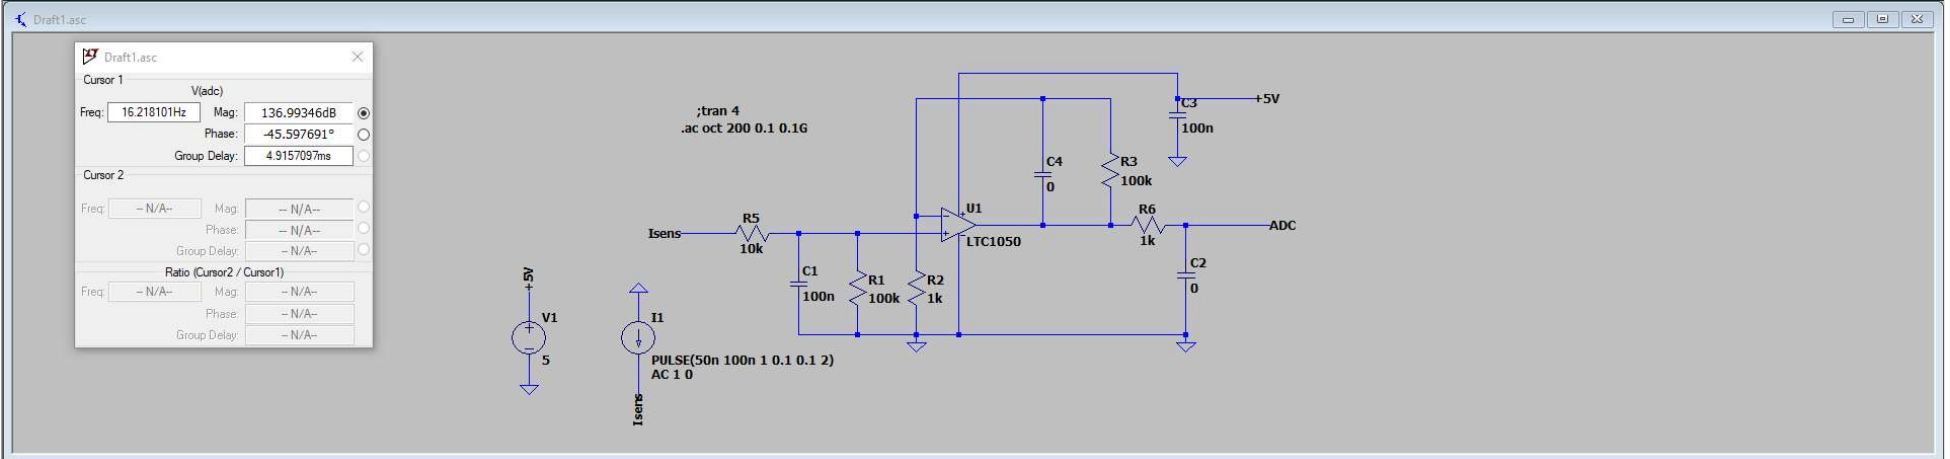 Draft1.asc
Draft1.asc
Cursor 1
V(adc)
Freq: 16.218101Hz Mag: 136.99346dB
Phase: -45.597691°
Group Delay: 4.9157097ms
Cursor 2
Freq: -- N/A-- Mag: -- N/A--
Phase: -- N/A--
Group Delay: -- N/A--
Ratio (Cursor2 / Cursor1)
Freq: -- N/A-- Mag: -- N/A--
Phase: -- N/A--
Group Delay: -- N/A--
;tran 4
.ac oct 200 0.1 0.1G
+5V
V1
5
I1
PULSE(50n 100n 1 0.1 0.1 2)
AC 1 0
Isens
Isens
R5
10k
C1
100n
R1
100k
R2
1k
U1
LTC1050
C4
0
R3
100k
C3
100n
+5V
R6
1k
ADC
C2
0